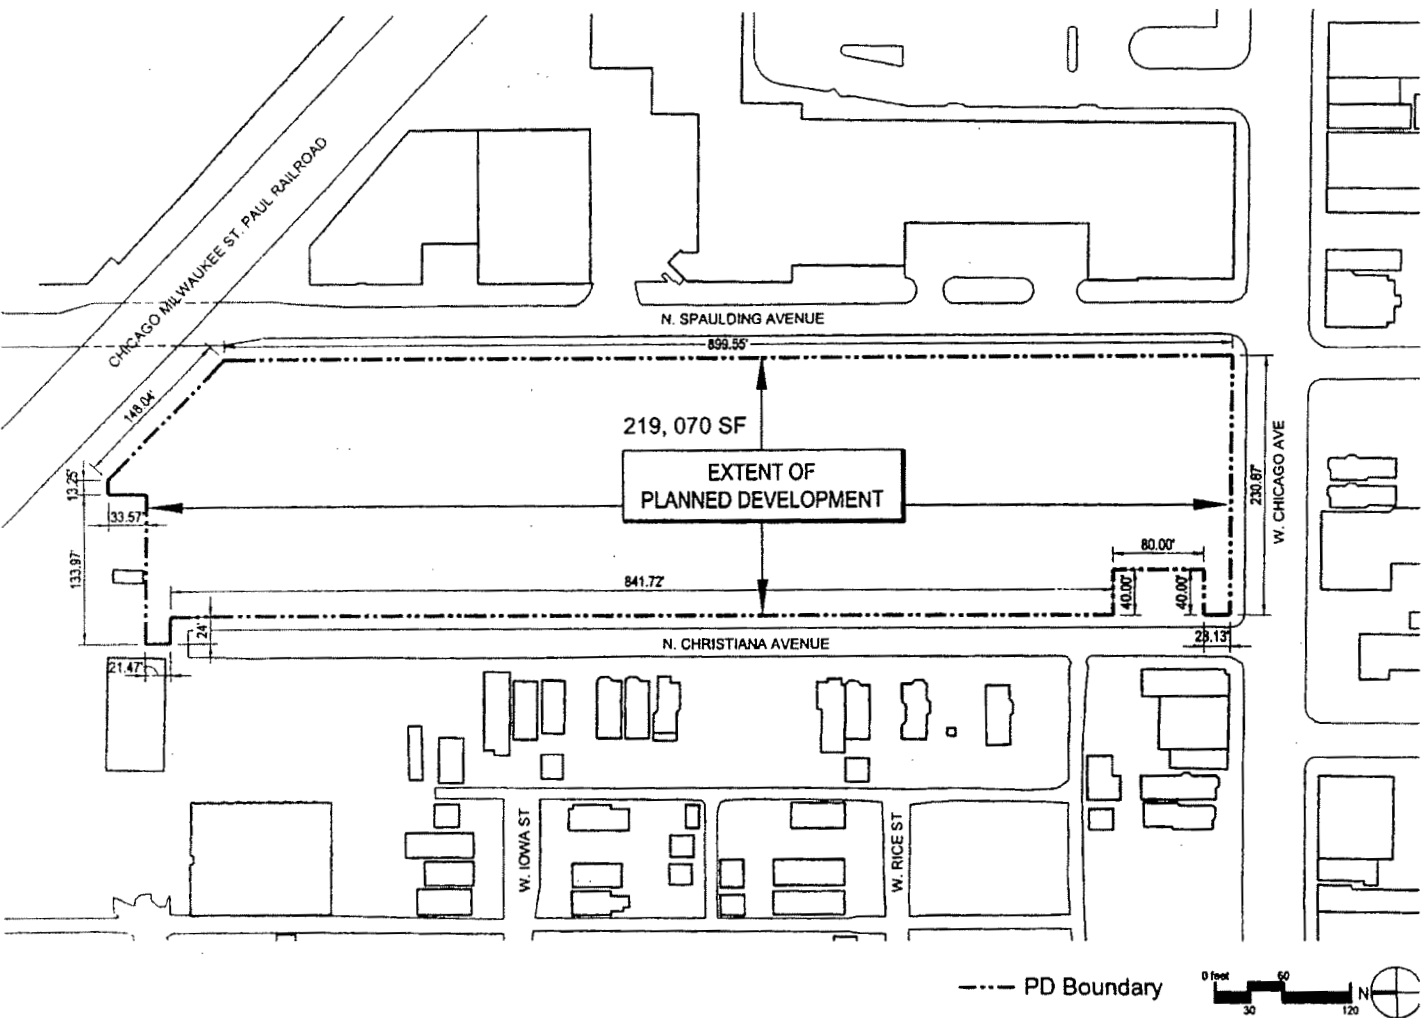 CHICAGO MILWAUKEE ST. PAUL RAILROAD
N. SPAULDING AVENUE
899.55'
148.04'
219, 070 SF
EXTENT OF
PLANNED DEVELOPMENT
W. CHICAGO AVE
230.87'
13.25'
33.57'
133.97'
80.00'
841.72'
40.00'
40.00'
24'
N. CHRISTIANA AVENUE
23.13'
21.47'
W. IOWA ST
W. RICE ST
PD Boundary
0 feet
60
30
120
N